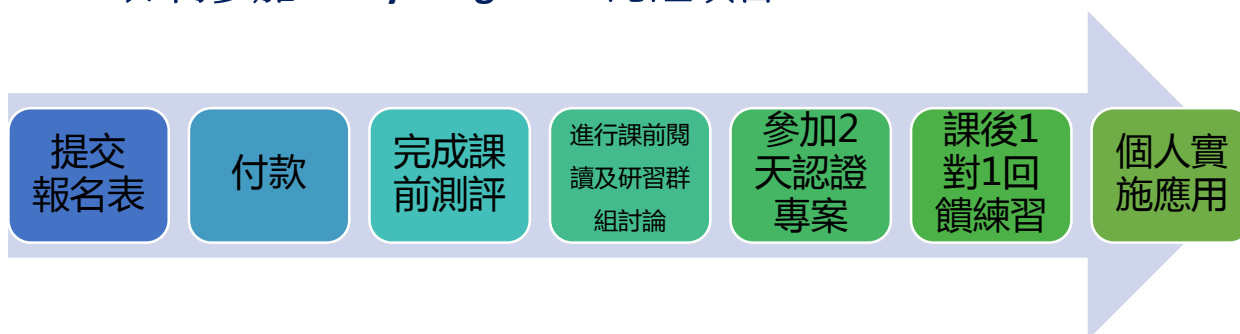 提交
報名表
付款
完成課
前測評
進行課前閱
讀及研習群
組討論
參加2
天認證
專案
課後1
對1回
饋練習
個人實
施應用